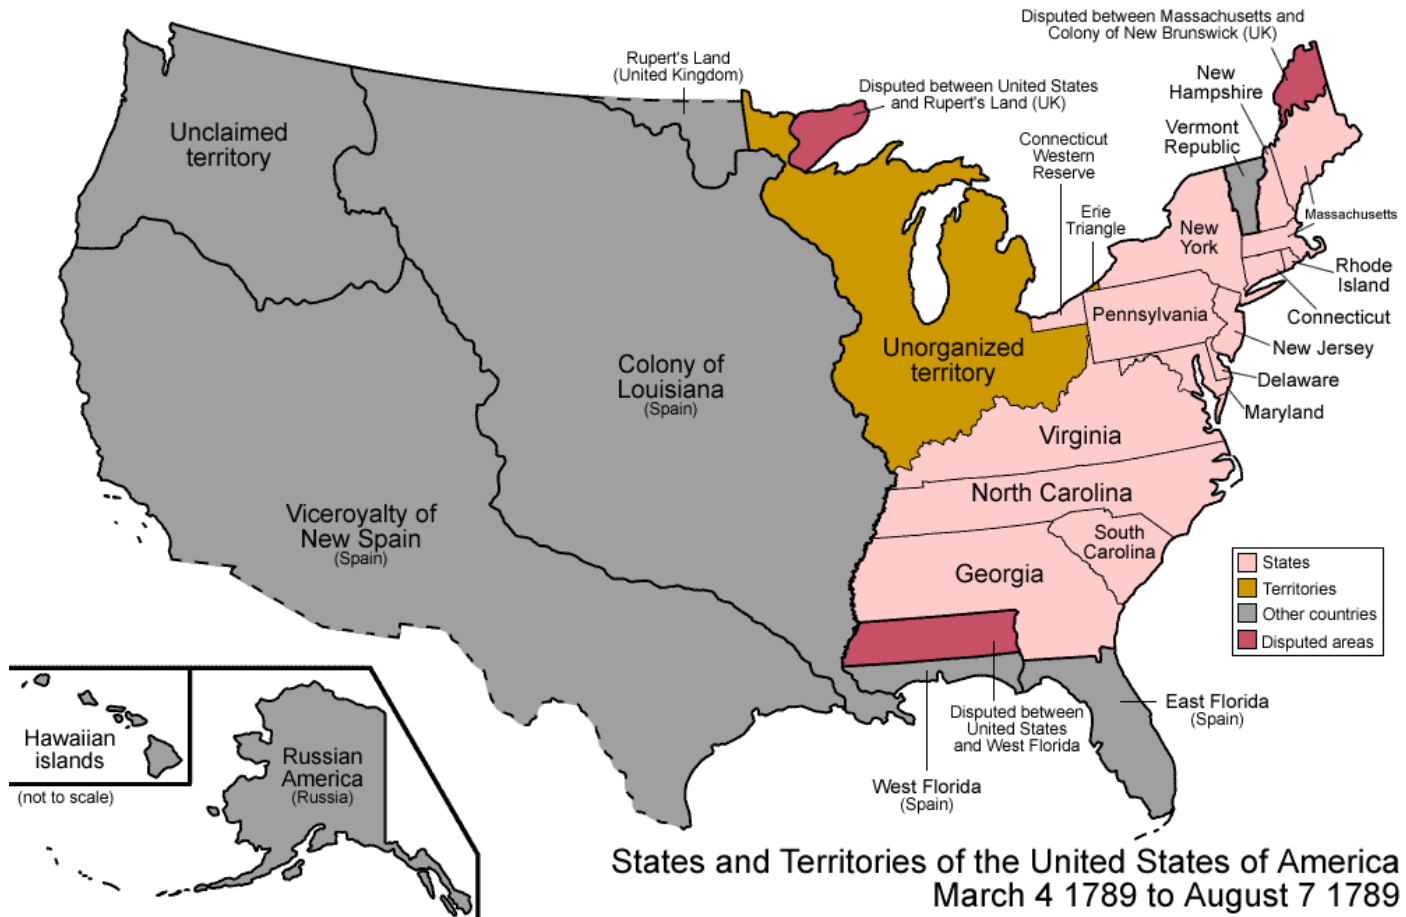 Disputed between Massachusetts and
Colony of New Brunswick (UK)
Rupert's Land
(United Kingdom)
Disputed between United States
and Rupert's Land (UK)
New
Hampshire
Vermont
Republic
Connecticut
Western
Reserve
Unclaimed
territory
Erie
Triangle
Massachusetts
New
York
Rhode
Island
Pennsylvania
Connecticut
New Jersey
Unorganized
territory
Colony of
Louisiana
(Spain)
Delaware
Maryland
Virginia
North Carolina
Viceroyalty of
New Spain
(Spain)
South
Carolina
Georgia
States
Territories
Other countries
Disputed areas
East Florida
(Spain)
Disputed between
United States
and West Florida
West Florida
(Spain)
Hawaiian
islands
(not to scale)
Russian
America
(Russia)
States and Territories of the United States of America
March 4 1789 to August 7 1789